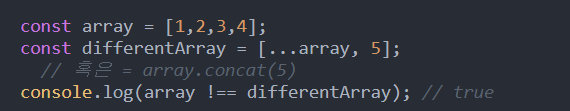 const array = [1,2,3,4];
const differentArray = [...array, 5];
// 혹은 = array.concat(5)
console.log(array !== differentArray); // true